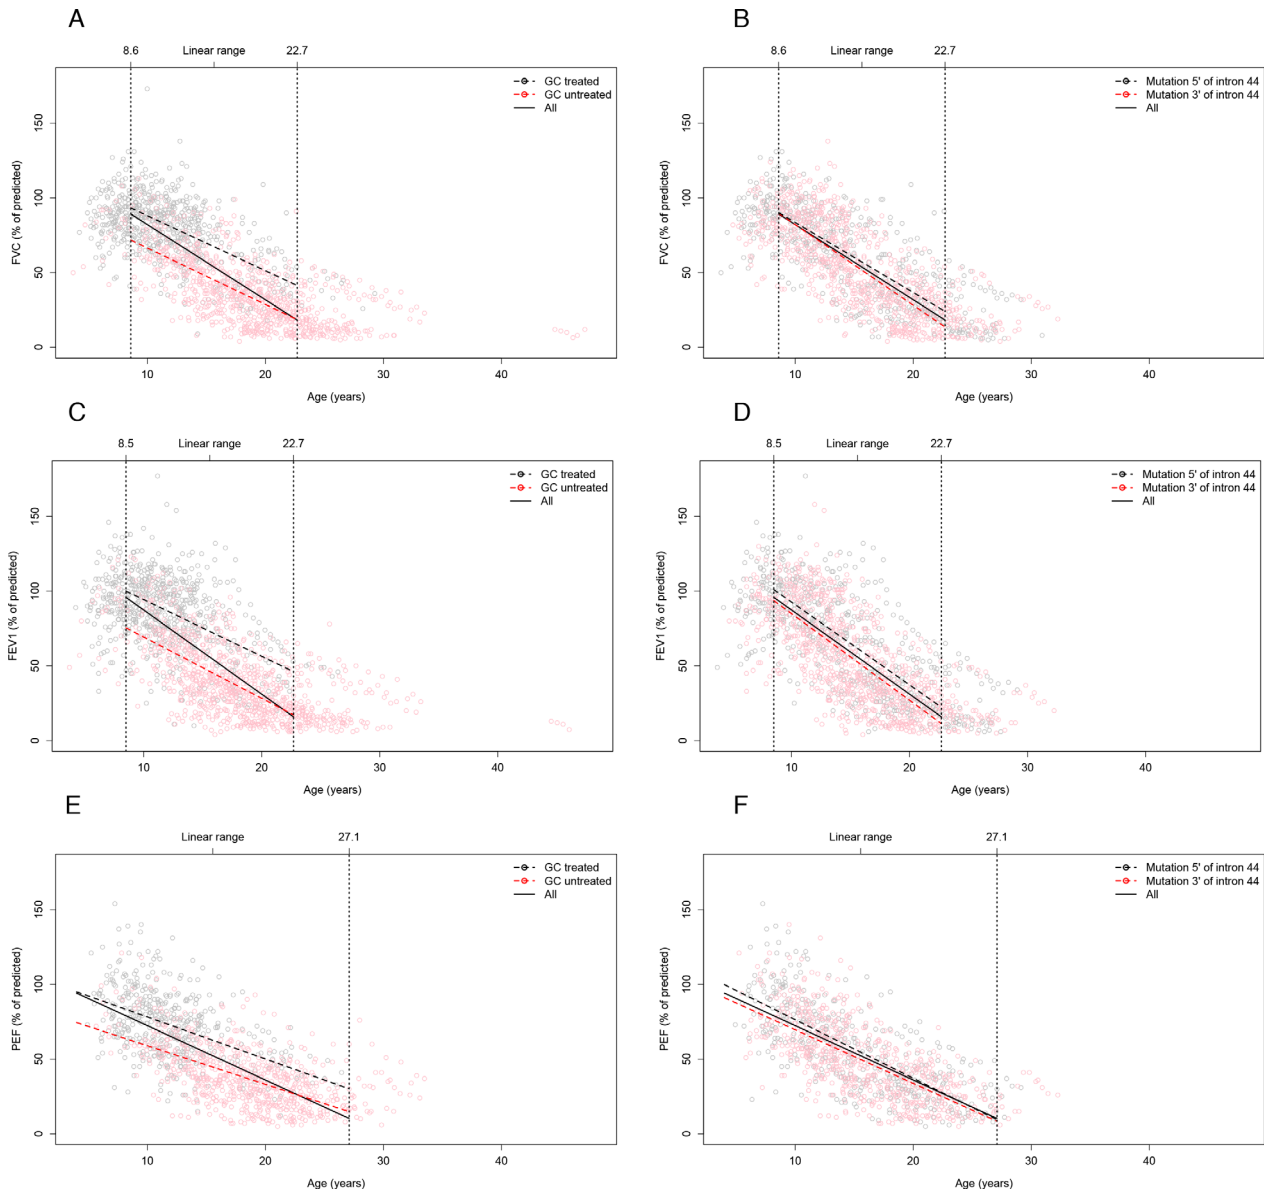 A
8.6 Linear range 22.7
GC treated
GC untreated
All
FVC (% of predicted)
150
100
50
0
10 20 30 40
Age (years)
B
8.6 Linear range 22.7
Mutation 5' of intron 44
Mutation 3' of intron 44
All
FVC (% of predicted)
150
100
50
0
10 20 30 40
Age (years)
C
8.5 Linear range 22.7
GC treated
GC untreated
All
FEV1 (% of predicted)
150
100
50
0
10 20 30 40
Age (years)
D
8.5 Linear range 22.7
Mutation 5' of intron 44
Mutation 3' of intron 44
All
FEV1 (% of predicted)
150
100
50
0
10 20 30 40
Age (years)
E
Linear range 27.1
GC treated
GC untreated
All
PEF (% of predicted)
150
100
50
0
10 20 30 40
Age (years)
F
Linear range 27.1
Mutation 5' of intron 44
Mutation 3' of intron 44
All
PEF (% of predicted)
150
100
50
0
10 20 30 40
Age (years)